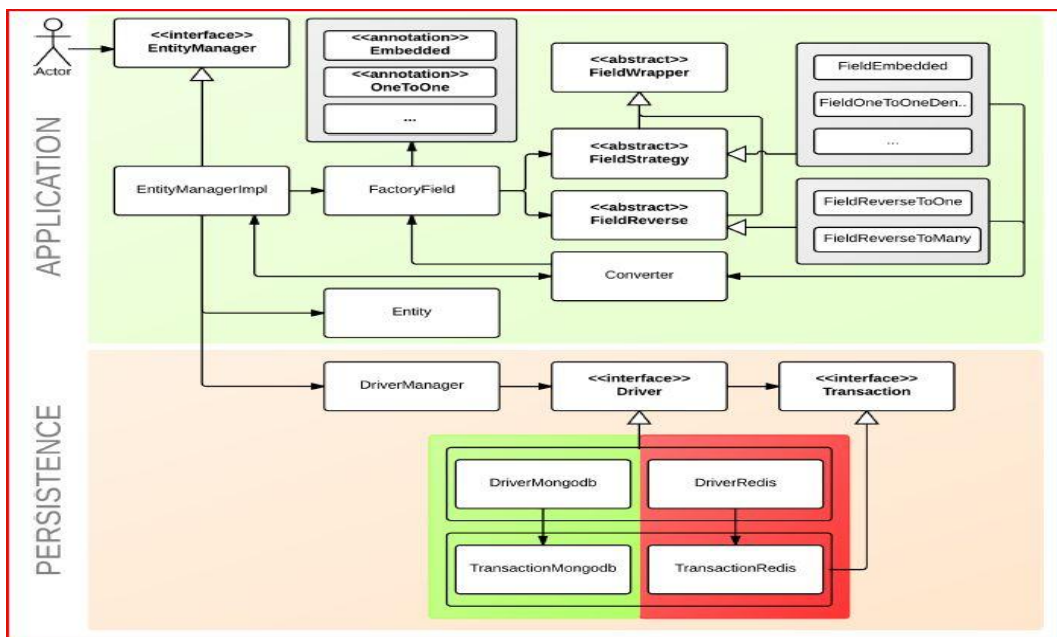 Actor
<<interface>>
EntityManager
<<annotation>>
Embedded
<<annotation>>
OneToOne
...
<<abstract>>
FieldWrapper
FieldEmbedded
FieldOneToOneDen..
...
<<abstract>>
FieldStrategy
APPLICATION
EntityManagerImpl
FactoryField
<<abstract>>
FieldReverse
FieldReverseToOne
FieldReverseToMany
Converter
Entity
PERSISTENCE
DriverManager
<<interface>>
Driver
<<interface>>
Transaction
DriverMongodb
DriverRedis
TransactionMongodb
TransactionRedis